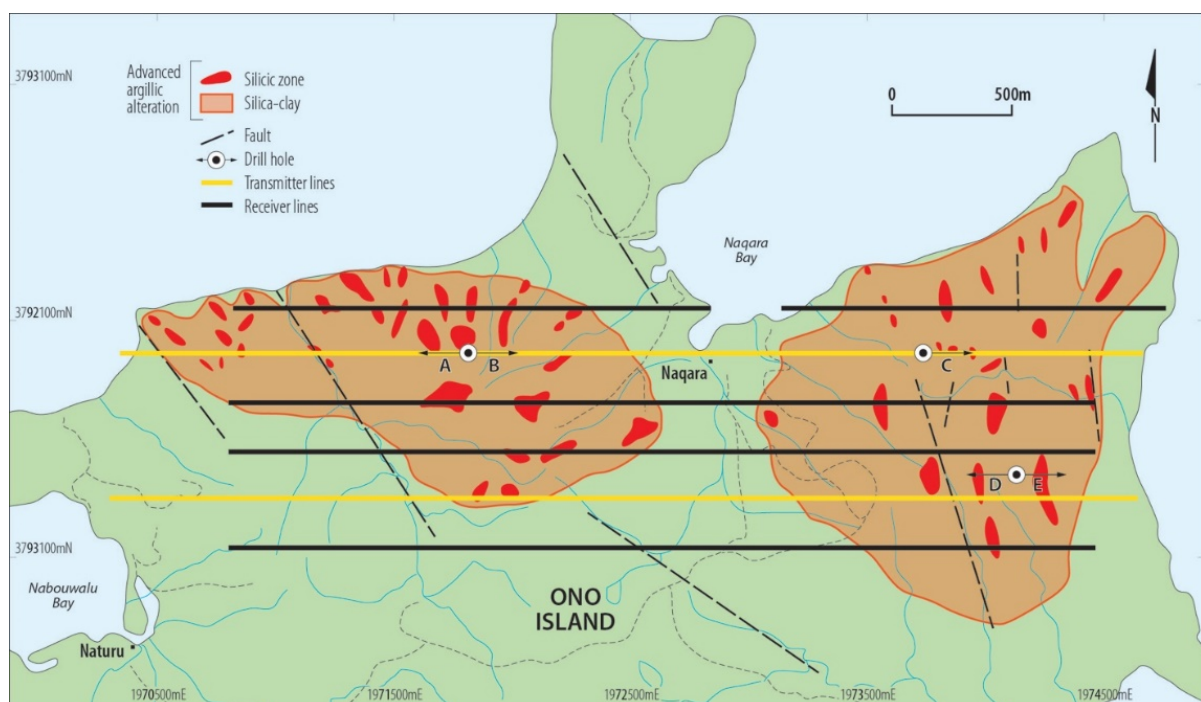 3793100mN
Advanced
argillic
alteration
Silicic zone
Silica-clay
Fault
Drill hole
Transmitter lines
Receiver lines
0 500m
N
Naqara
Bay
3792100mN
A B
Naqara
C
D E
3793100mN
Nabouwalu
Bay
ONO
ISLAND
Naturu
1970500mE 1971500mE 1972500mE 1973500mE 1974500mE